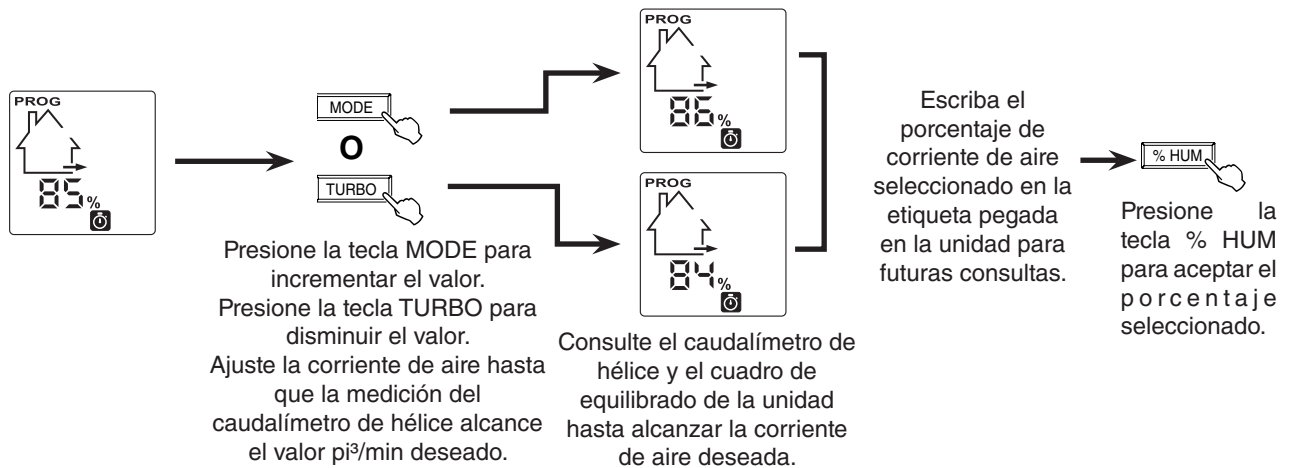 PROG
85%
MODE
O
TURBO
Presione la tecla MODE para
incrementar el valor.
Presione la tecla TURBO para
disminuir el valor.
Ajuste la corriente de aire hasta
que la medición del
caudalímetro de hélice alcance
el valor pi³/min deseado.
PROG
86%
PROG
84%
Consulte el caudalímetro de
hélice y el cuadro de
equilibrado de la unidad
hasta alcanzar la corriente
de aire deseada.
Escriba el
porcentaje de
corriente de aire
seleccionado en la
etiqueta pegada
en la unidad para
futuras consultas.
% HUM
Presione la
tecla % HUM
para aceptar el
porcentaje
seleccionado.